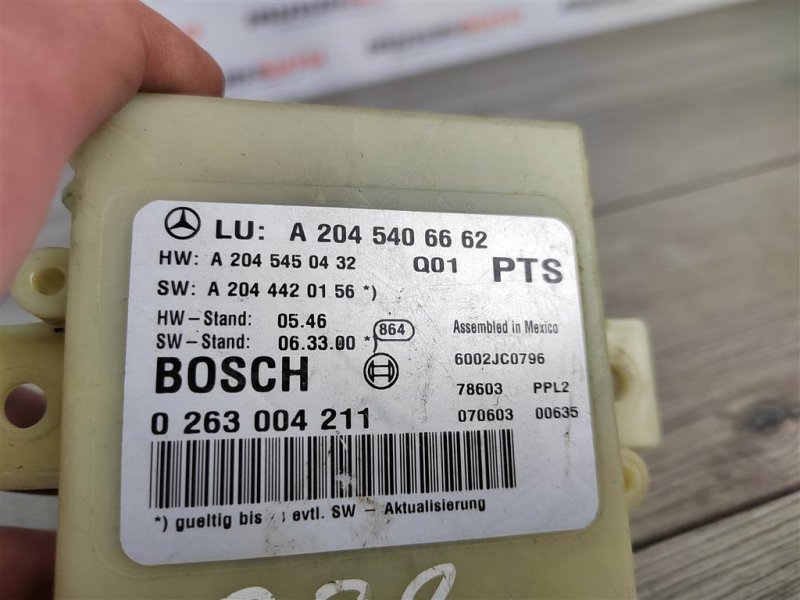 LU: A 204 540 66 62
HW: A 204 545 04 32 Q01 PTS
SW: A 204 442 01 56 *)
HW-Stand: 05.46 864 Assembled in Mexico
SW-Stand: 06.33.00 *) 6002JC0796
BOSCH 78603 PPL2
0 263 004 211 070603 00635
*) gueltig bis evtl. SW - Aktualisierung